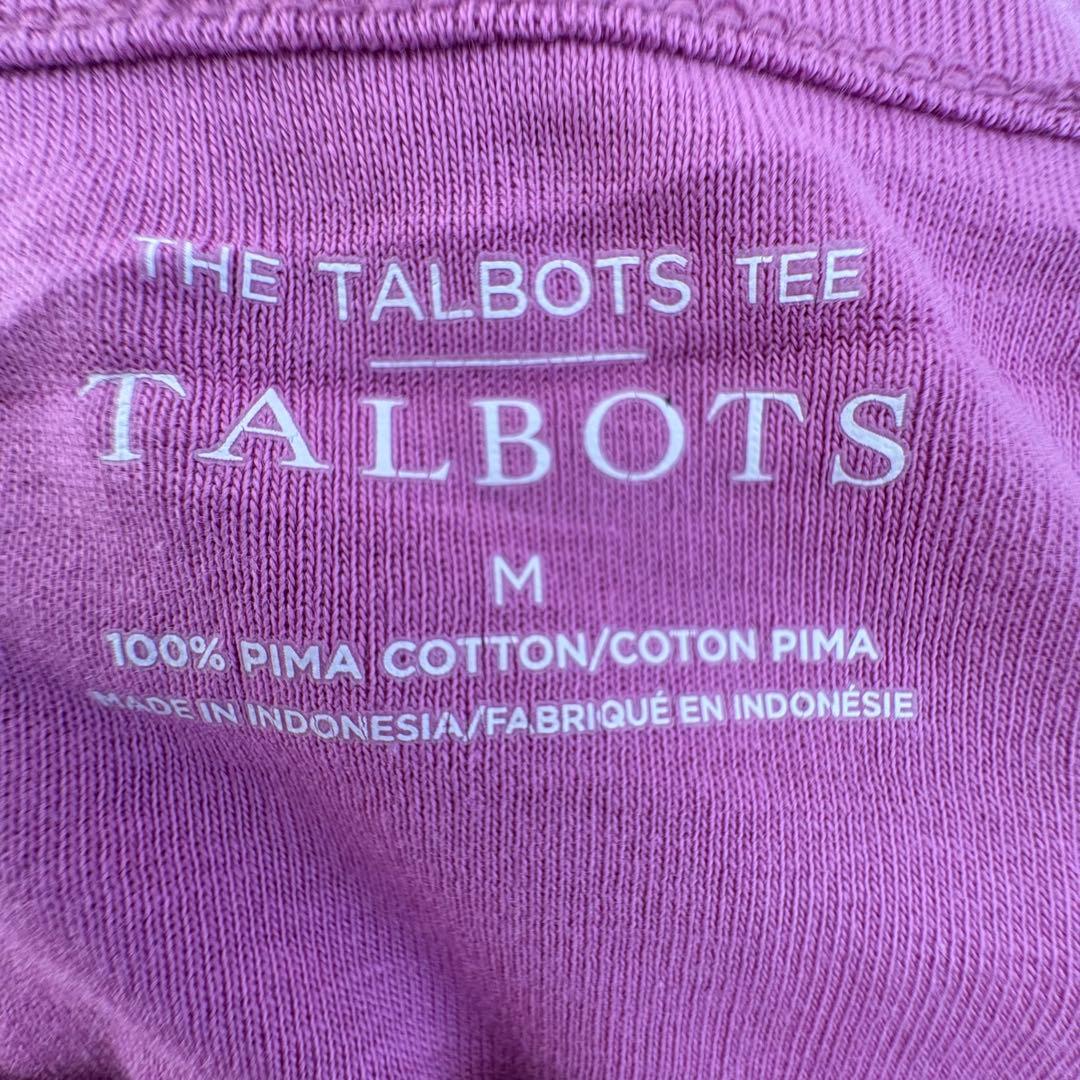 THE TALBOTS TEE
TALBOTS
M
100% PIMA COTTON/COTON PIMA
MADE IN INDONESIA/FABRIQUÉ EN INDONÉSIE